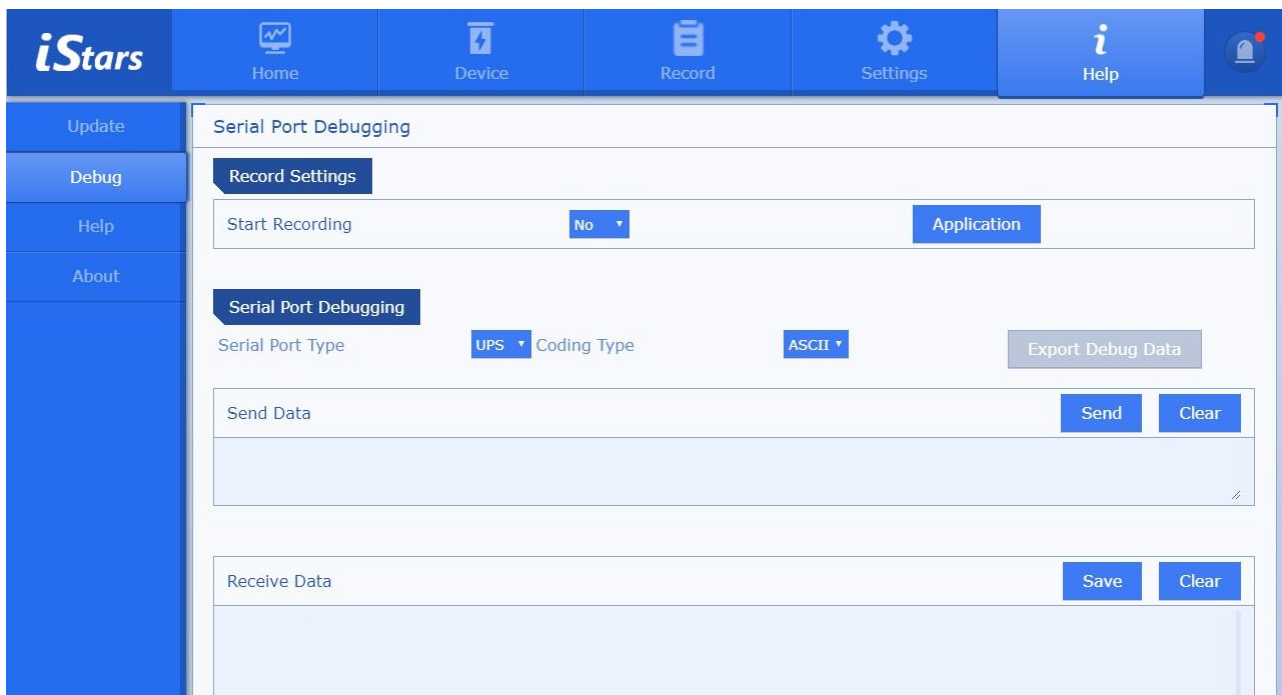 iStars
Home
Device
Record
Settings
Help
Update
Debug
Help
About
Serial Port Debugging
Record Settings
Start Recording No Application
Serial Port Debugging
Serial Port Type UPS Coding Type ASCII Export Debug Data
Send Data Send Clear
Receive Data Save Clear